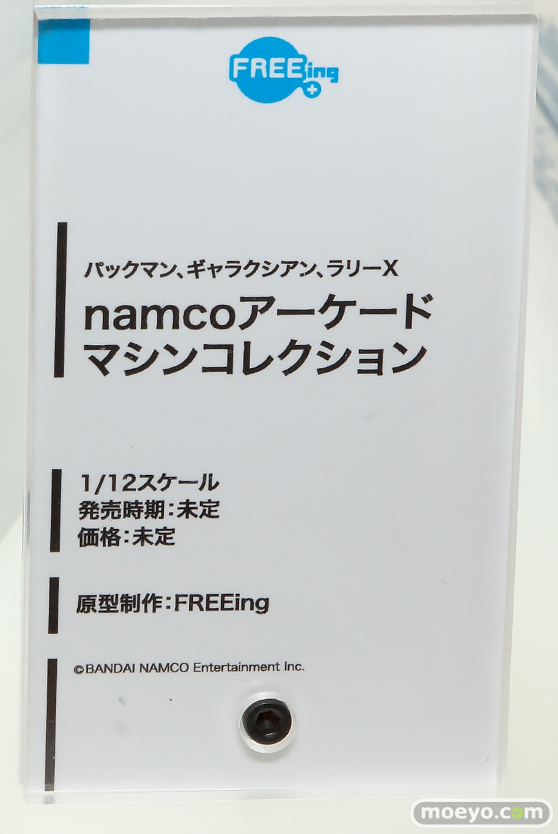 FREEing
パックマン、ギャラクシアン、ラリーX
namcoアーケード
マシンコレクション
1/12スケール
発売時期:未定
価格:未定
原型制作:FREEing
©BANDAI NAMCO Entertainment Inc.
moeyo.com